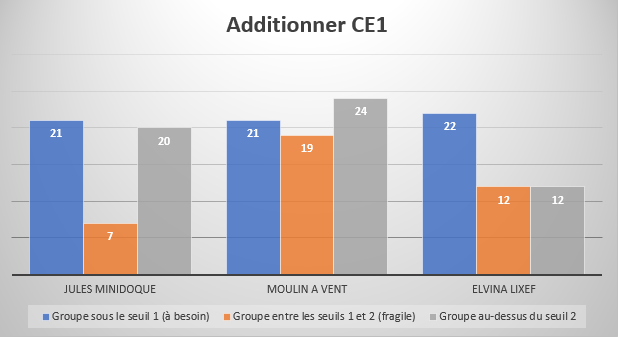 Additionner CE1
21
7
20
21
19
24
22
12
12
JULES MINIDOQUE
MOULIN A VENT
ELVINA LIXEF
Groupe sous le seuil 1 (à besoin)
Groupe entre les seuils 1 et 2 (fragile)
Groupe au-dessus du seuil 2